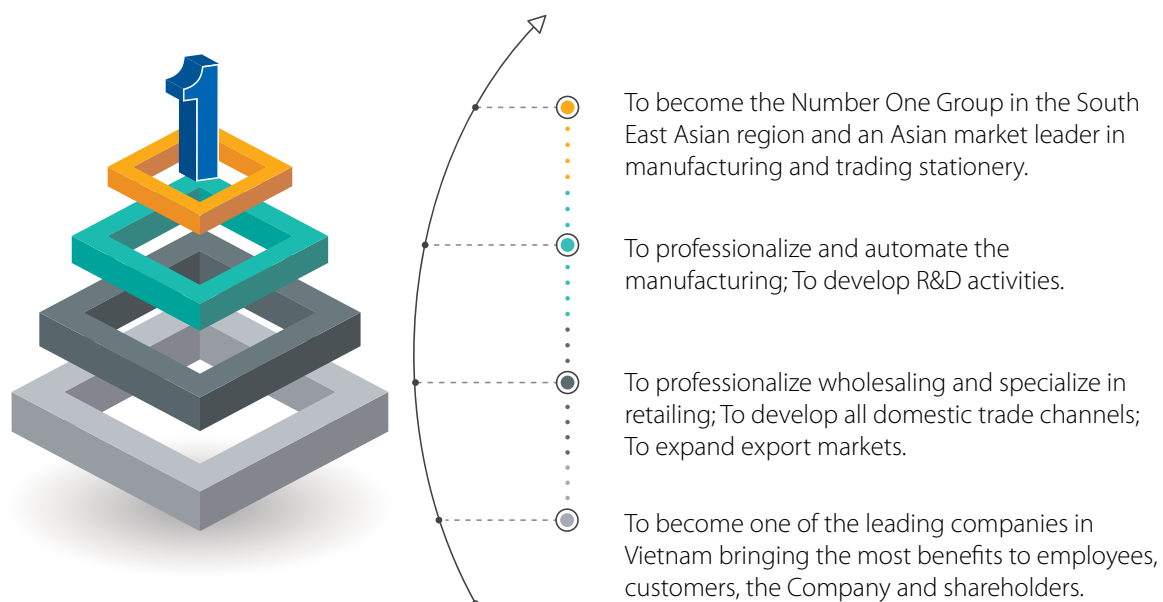 1
To become the Number One Group in the South
East Asian region and an Asian market leader in
manufacturing and trading stationery.
To professionalize and automate the
manufacturing; To develop R&D activities.
To professionalize wholesaling and specialize in
retailing; To develop all domestic trade channels;
To expand export markets.
To become one of the leading companies in
Vietnam bringing the most benefits to employees,
customers, the Company and shareholders.